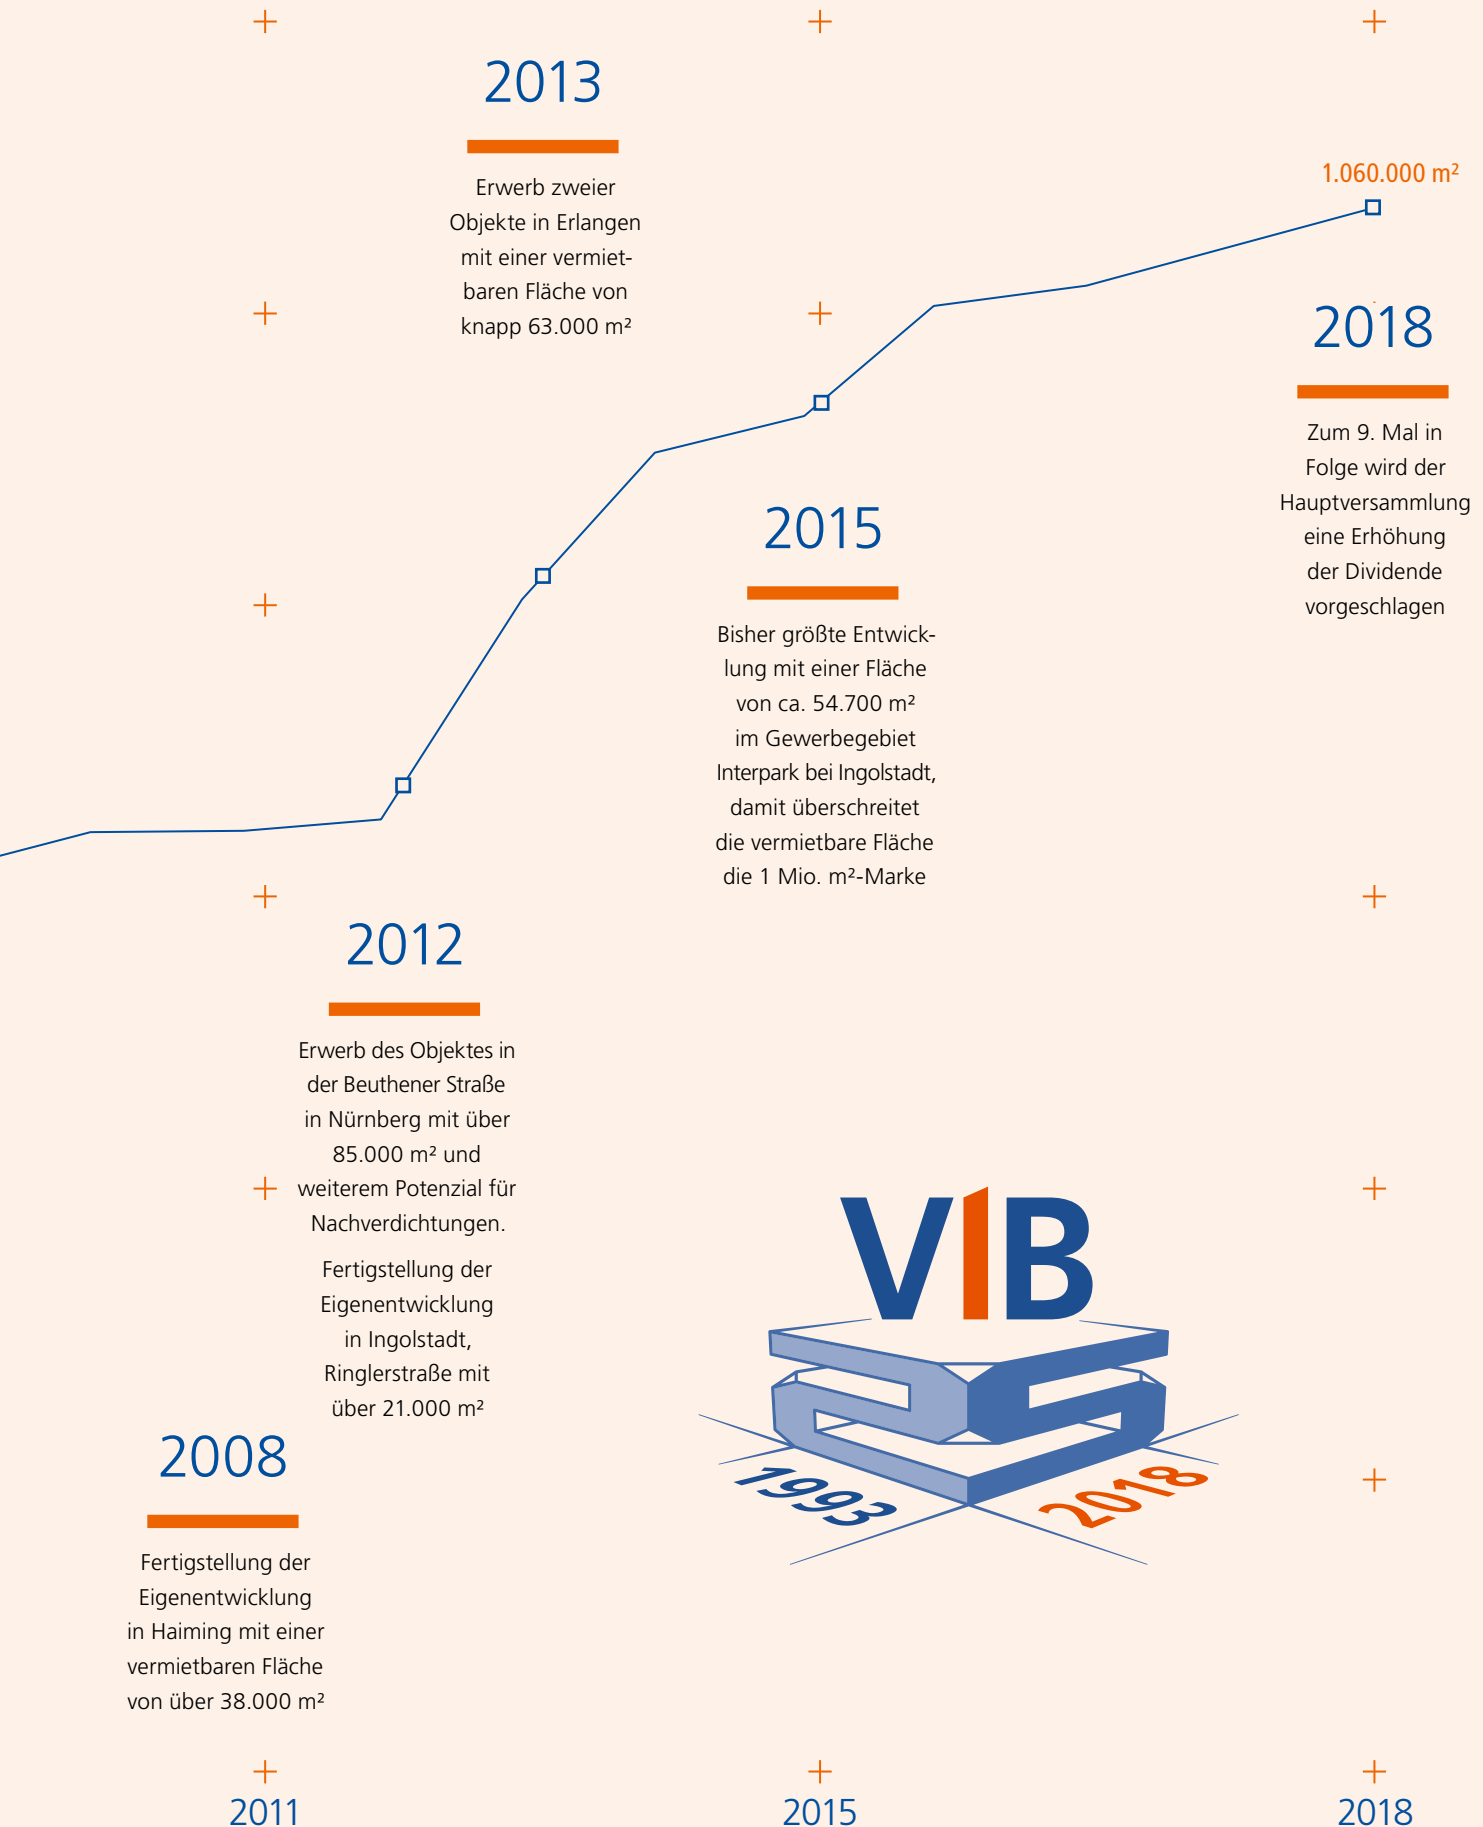 2013
Erwerb zweier
Objekte in Erlangen
mit einer vermiet-
baren Fläche von
knapp 63.000 m²
1.060.000 m²
2018
Zum 9. Mal in
Folge wird der
Hauptversammlung
eine Erhöhung
der Dividende
vorgeschlagen
2015
Bisher größte Entwick-
lung mit einer Fläche
von ca. 54.700 m²
im Gewerbegebiet
Interpark bei Ingolstadt,
damit überschreitet
die vermietbare Fläche
die 1 Mio. m²-Marke
2012
Erwerb des Objektes in
der Beuthener Straße
in Nürnberg mit über
85.000 m² und
weiterem Potenzial für
Nachverdichtungen.
Fertigstellung der
Eigenentwicklung
in Ingolstadt,
Ringlerstraße mit
über 21.000 m²
VIB
25
1993
2018
2008
Fertigstellung der
Eigenentwicklung
in Haiming mit einer
vermietbaren Fläche
von über 38.000 m²
2011
2015
2018